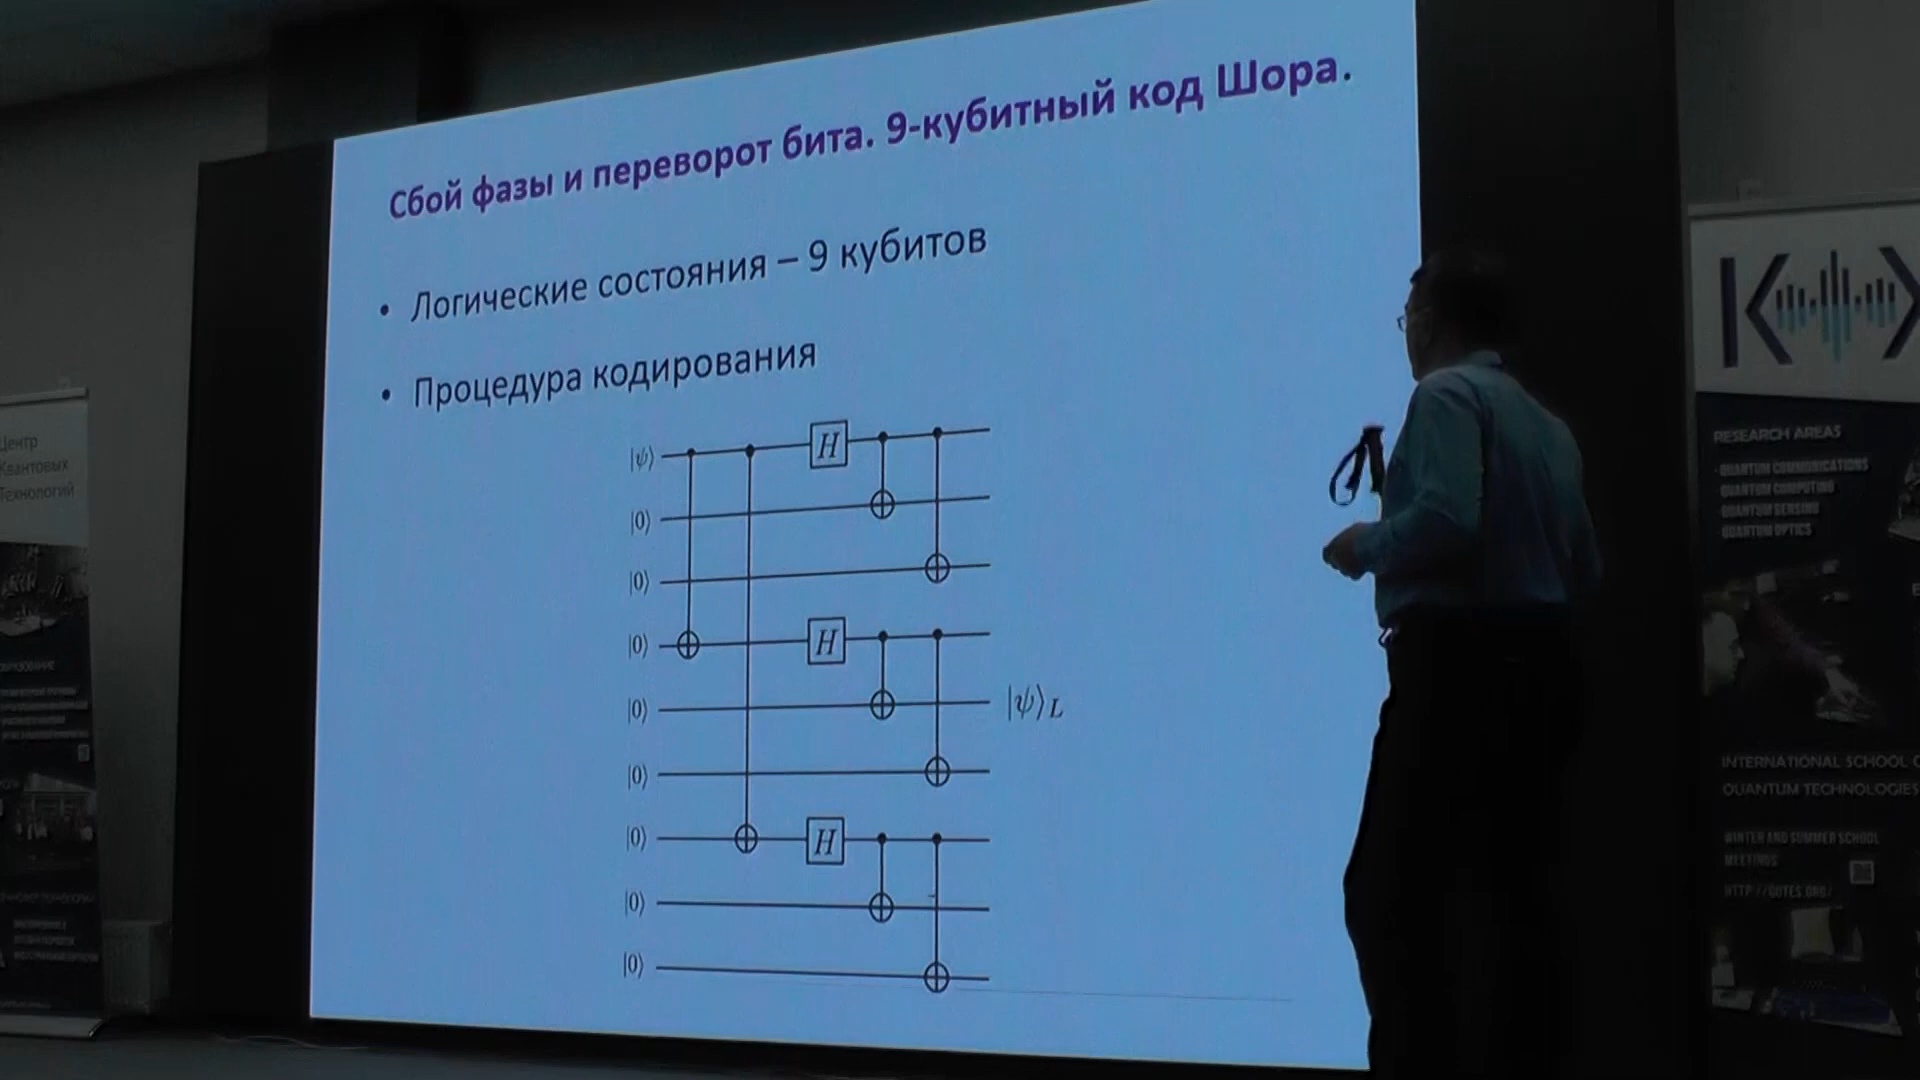 Сбой фазы и переворот бита. 9-кубитный код Шора.
• Логические состояния – 9 кубитов
• Процедура кодирования
|ψ⟩
H
|0⟩
|0⟩
|0⟩
H
|0⟩
|ψ⟩L
|0⟩
|0⟩
H
|0⟩
|0⟩
Центр
Квантовых
Технологий
RESEARCH AREAS
- QUANTUM COMMUNICATIONS
QUANTUM COMPUTING
QUANTUM SENSING
QUANTUM OPTICS
INTERNATIONAL SCHOOL
QUANTUM TECHNOLOGIES
WINTER AND SUMMER SCHOOL
MEETINGS